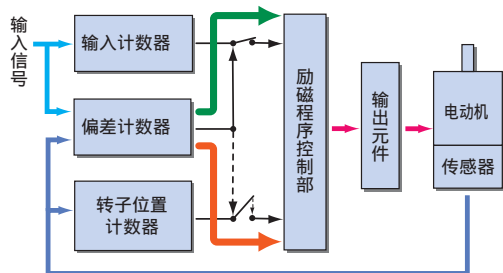 输入信号
输入计数器
偏差计数器
转子位置
计数器
励磁程序控制部
输出元件
电动机
传感器